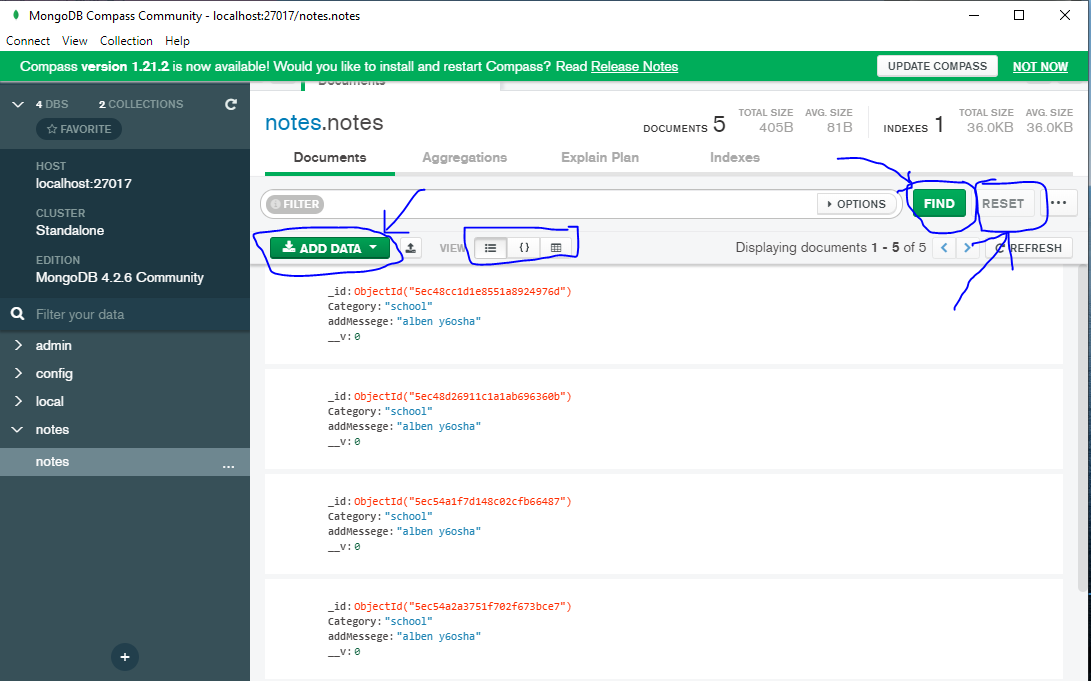 MongoDB Compass Community - localhost:27017/notes.notes
Connect View Collection Help
Compass version 1.21.2 is now available! Would you like to install and restart Compass? Read Release Notes UPDATE COMPASS NOT NOW
4 DBS 2 COLLECTIONS
FAVORITE
HOST
localhost:27017
CLUSTER
Standalone
EDITION
MongoDB 4.2.6 Community
Filter your data
admin
config
local
notes
notes ...
Documents
notes.notes
DOCUMENTS 5 TOTAL SIZE 405B AVG. SIZE 81B INDEXES 1 TOTAL SIZE 36.0KB AVG. SIZE 36.0KB
Documents Aggregations Explain Plan Indexes
FILTER OPTIONS FIND RESET ...
ADD DATA VIEW {} Displaying documents 1 - 5 of 5 < > REFRESH
_id: ObjectId("5ec48cc1d1e8551a8924976d")
Category: "school"
addMessege: "alben y6osha"
__v: 0
_id: ObjectId("5ec48d26911c1a1ab696360b")
Category: "school"
addMessege: "alben y6osha"
__v: 0
_id: ObjectId("5ec54a1f7d148c02cfb66487")
Category: "school"
addMessege: "alben y6osha"
__v: 0
_id: ObjectId("5ec54a2a3751f702f673bce7")
Category: "school"
addMessege: "alben y6osha"
__v: 0